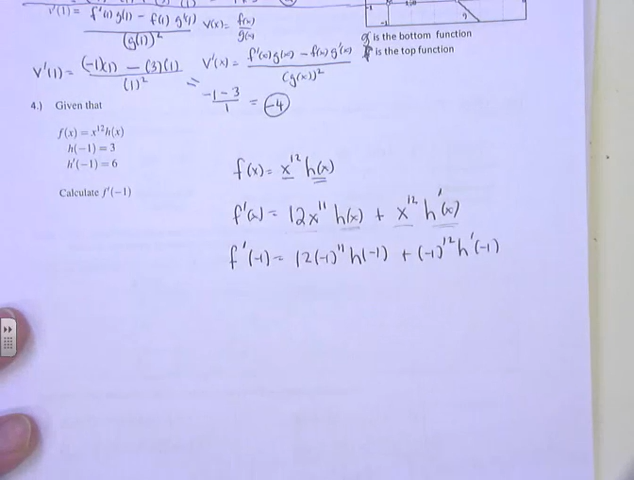 v'(1) = f'(1) g(1) - f(1) g'(1) / (g(1))² v(x) = f(x) / g(x)
g is the bottom function
f is the top function
v'(1) = (-1)(1) - (3)(1) / (1)² = v'(x) = f'(x) g(x) - f(x) g'(x) / (g(x))²
-1 - 3 / 1 = -4
4.) Given that
f(x) = x¹²h(x)
h(-1) = 3
h'(-1) = 6
Calculate f'(-1)
f(x) = x¹² h(x)
f'(x) = 12x¹¹ h(x) + x¹² h'(x)
f'(-1) = 12(-1)¹¹ h(-1) + (-1)¹² h'(-1)